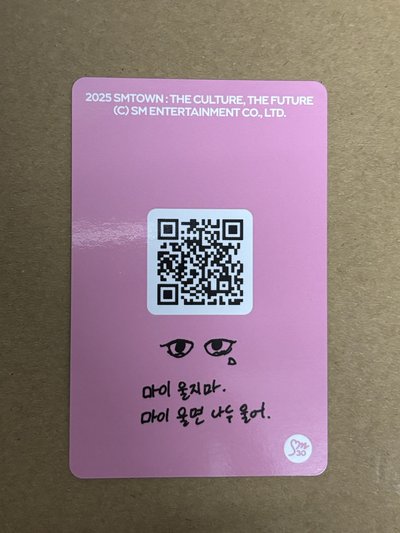 2025 SMTOWN : THE CULTURE, THE FUTURE
(C) SM ENTERTAINMENT CO., LTD.
마이 울지마.
마이 울면 나누 울어.
Sm
30